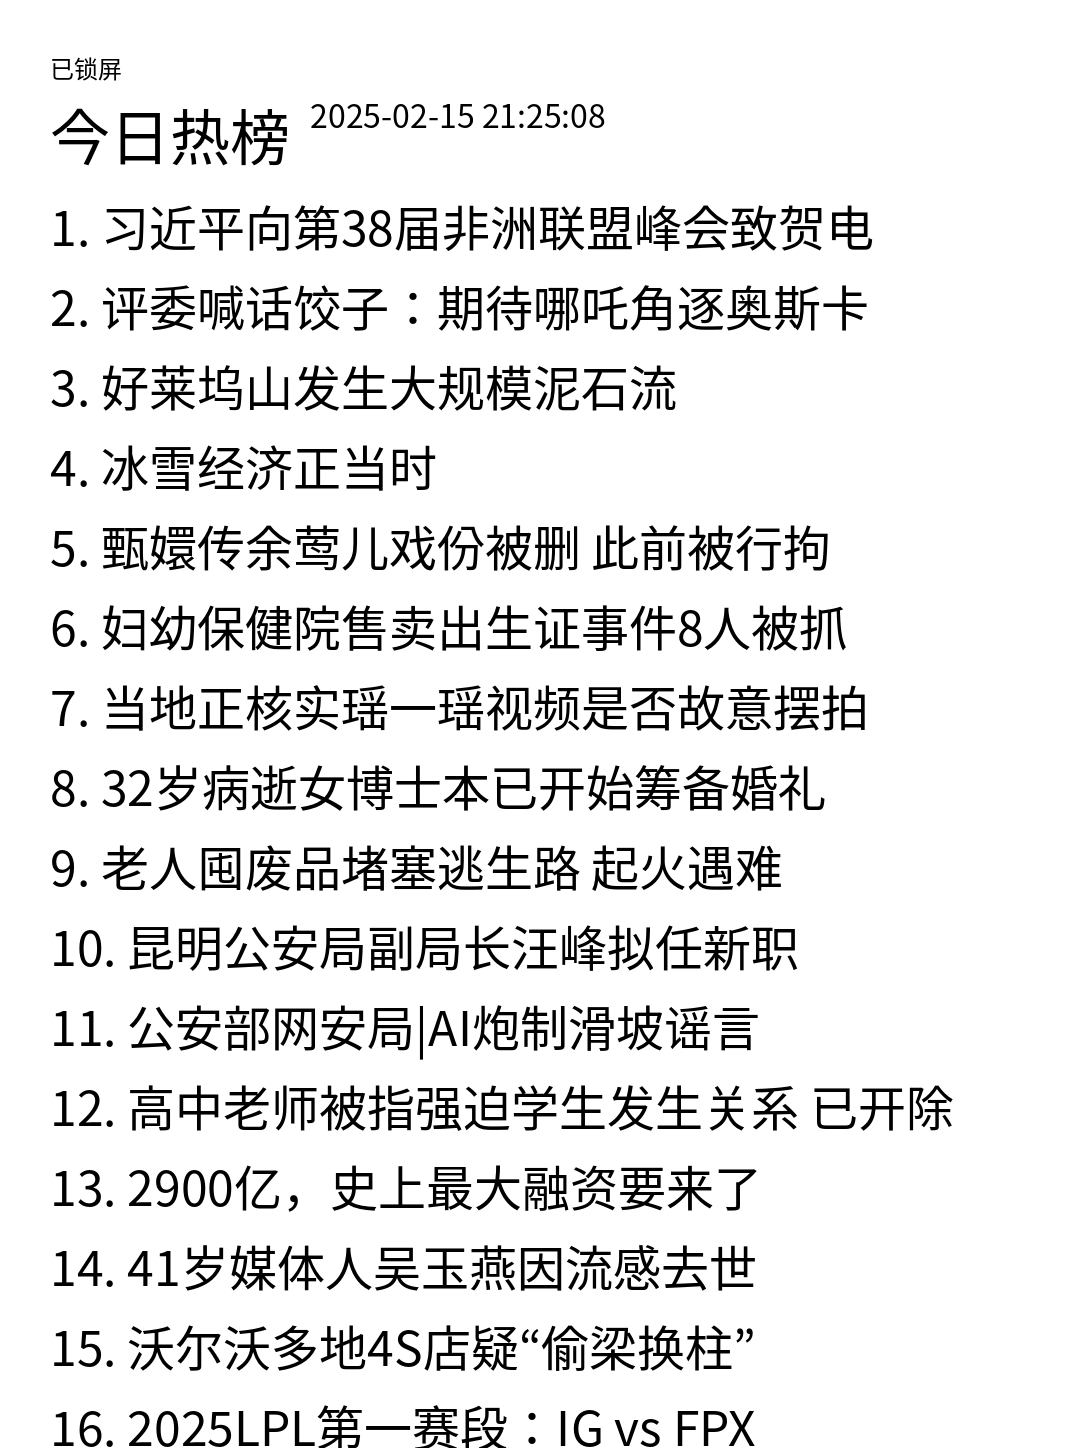 已锁屏
今日热榜 2025-02-15 21:25:08
1. 习近平向第38届非洲联盟峰会致贺电
2. 评委喊话饺子：期待哪吒角逐奥斯卡
3. 好莱坞山发生大规模泥石流
4. 冰雪经济正当时
5. 甄嬛传余莺儿戏份被删 此前被行拘
6. 妇幼保健院售卖出生证事件8人被抓
7. 当地正核实瑶一瑶视频是否故意摆拍
8. 32岁病逝女博士本已开始筹备婚礼
9. 老人囤废品堵塞逃生路 起火遇难
10. 昆明公安局副局长汪峰拟任新职
11. 公安部网安局|AI炮制滑坡谣言
12. 高中老师被指强迫学生发生关系 已开除
13. 2900亿，史上最大融资要来了
14. 41岁媒体人吴玉燕因流感去世
15. 沃尔沃多地4S店疑“偷梁换柱”
16. 2025LPL第一赛段：IG vs FPX